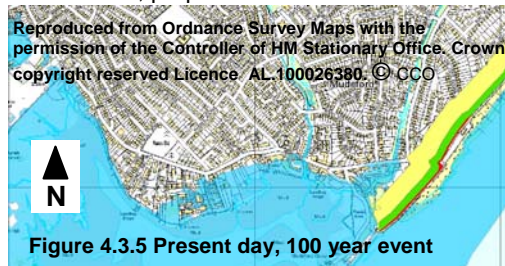 Reproduced from Ordnance Survey Maps with the
permission of the Controller of HM Stationary Office. Crown
copyright reserved Licence AL.100026380. © CCO
Mudeford
N
Figure 4.3.5 Present day, 100 year event